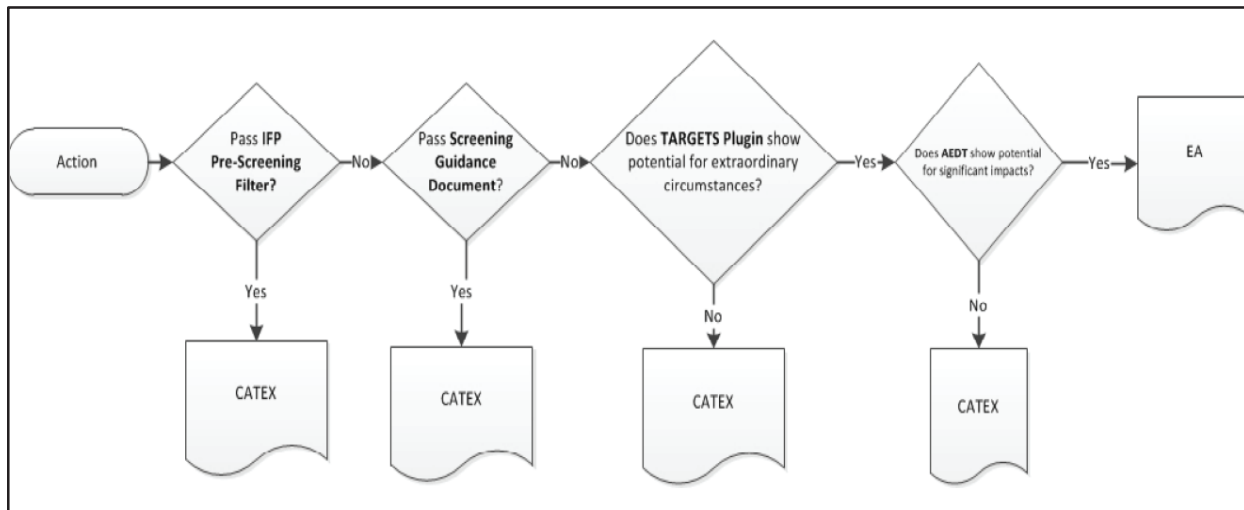 Action
Pass IFP
Pre-Screening
Filter?
No
Pass Screening
Guidance
Document?
No
Does TARGETS Plugin show
potential for extraordinary
circumstances?
Yes
Does AEDT show potential
for significant impacts?
Yes
EA
Yes
Yes
No
No
CATEX
CATEX
CATEX
CATEX